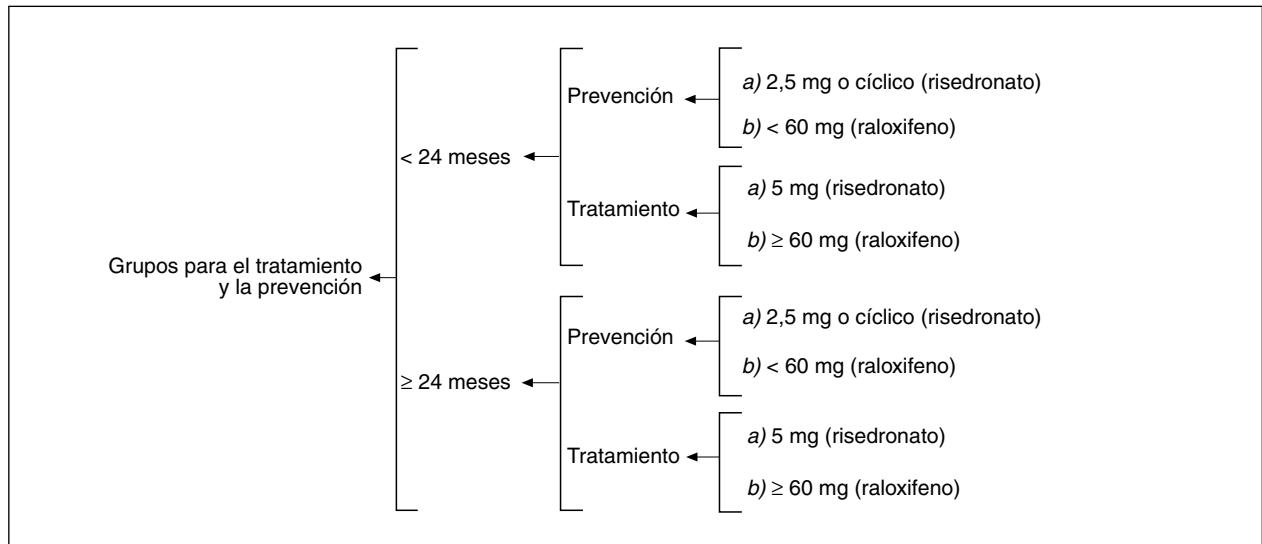 Grupos para el tratamiento
y la prevención
< 24 meses
Prevención
a) 2,5 mg o cíclico (risedronato)
b) < 60 mg (raloxifeno)
Tratamiento
a) 5 mg (risedronato)
b) ≥ 60 mg (raloxifeno)
≥ 24 meses
Prevención
a) 2,5 mg o cíclico (risedronato)
b) < 60 mg (raloxifeno)
Tratamiento
a) 5 mg (risedronato)
b) ≥ 60 mg (raloxifeno)